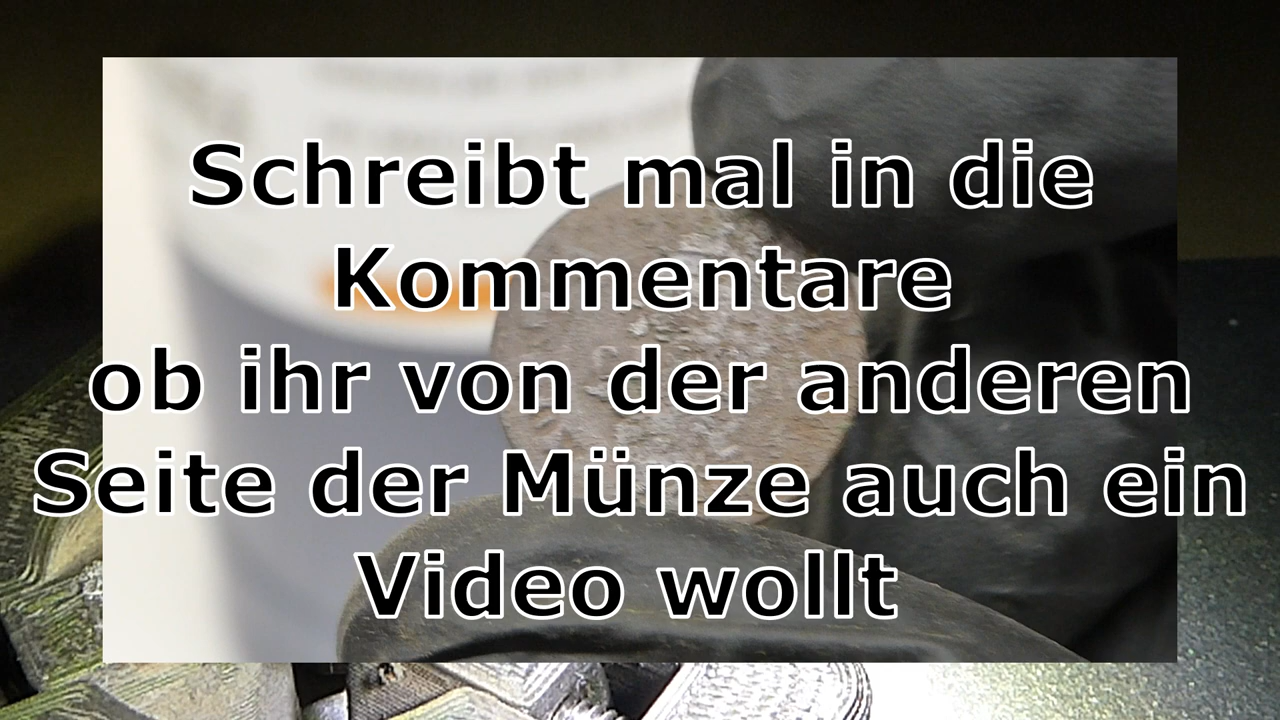 Schreibt mal in die
Kommentare
ob ihr von der anderen
Seite der Münze auch ein
Video wollt